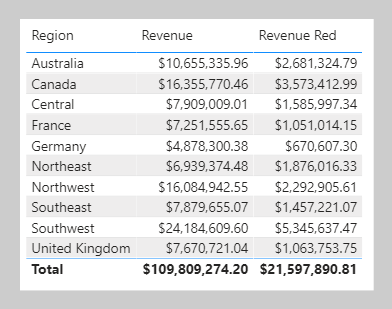 Region Revenue Revenue Red
Australia $10,655,335.96 $2,681,324.79
Canada $16,355,770.46 $3,573,412.99
Central $7,909,009.01 $1,585,997.34
France $7,251,555.65 $1,051,014.15
Germany $4,878,300.38 $670,607.30
Northeast $6,939,374.48 $1,876,016.33
Northwest $16,084,942.55 $2,292,905.61
Southeast $7,879,655.07 $1,457,221.07
Southwest $24,184,609.60 $5,345,637.47
United Kingdom $7,670,721.04 $1,063,753.75
Total $109,809,274.20 $21,597,890.81